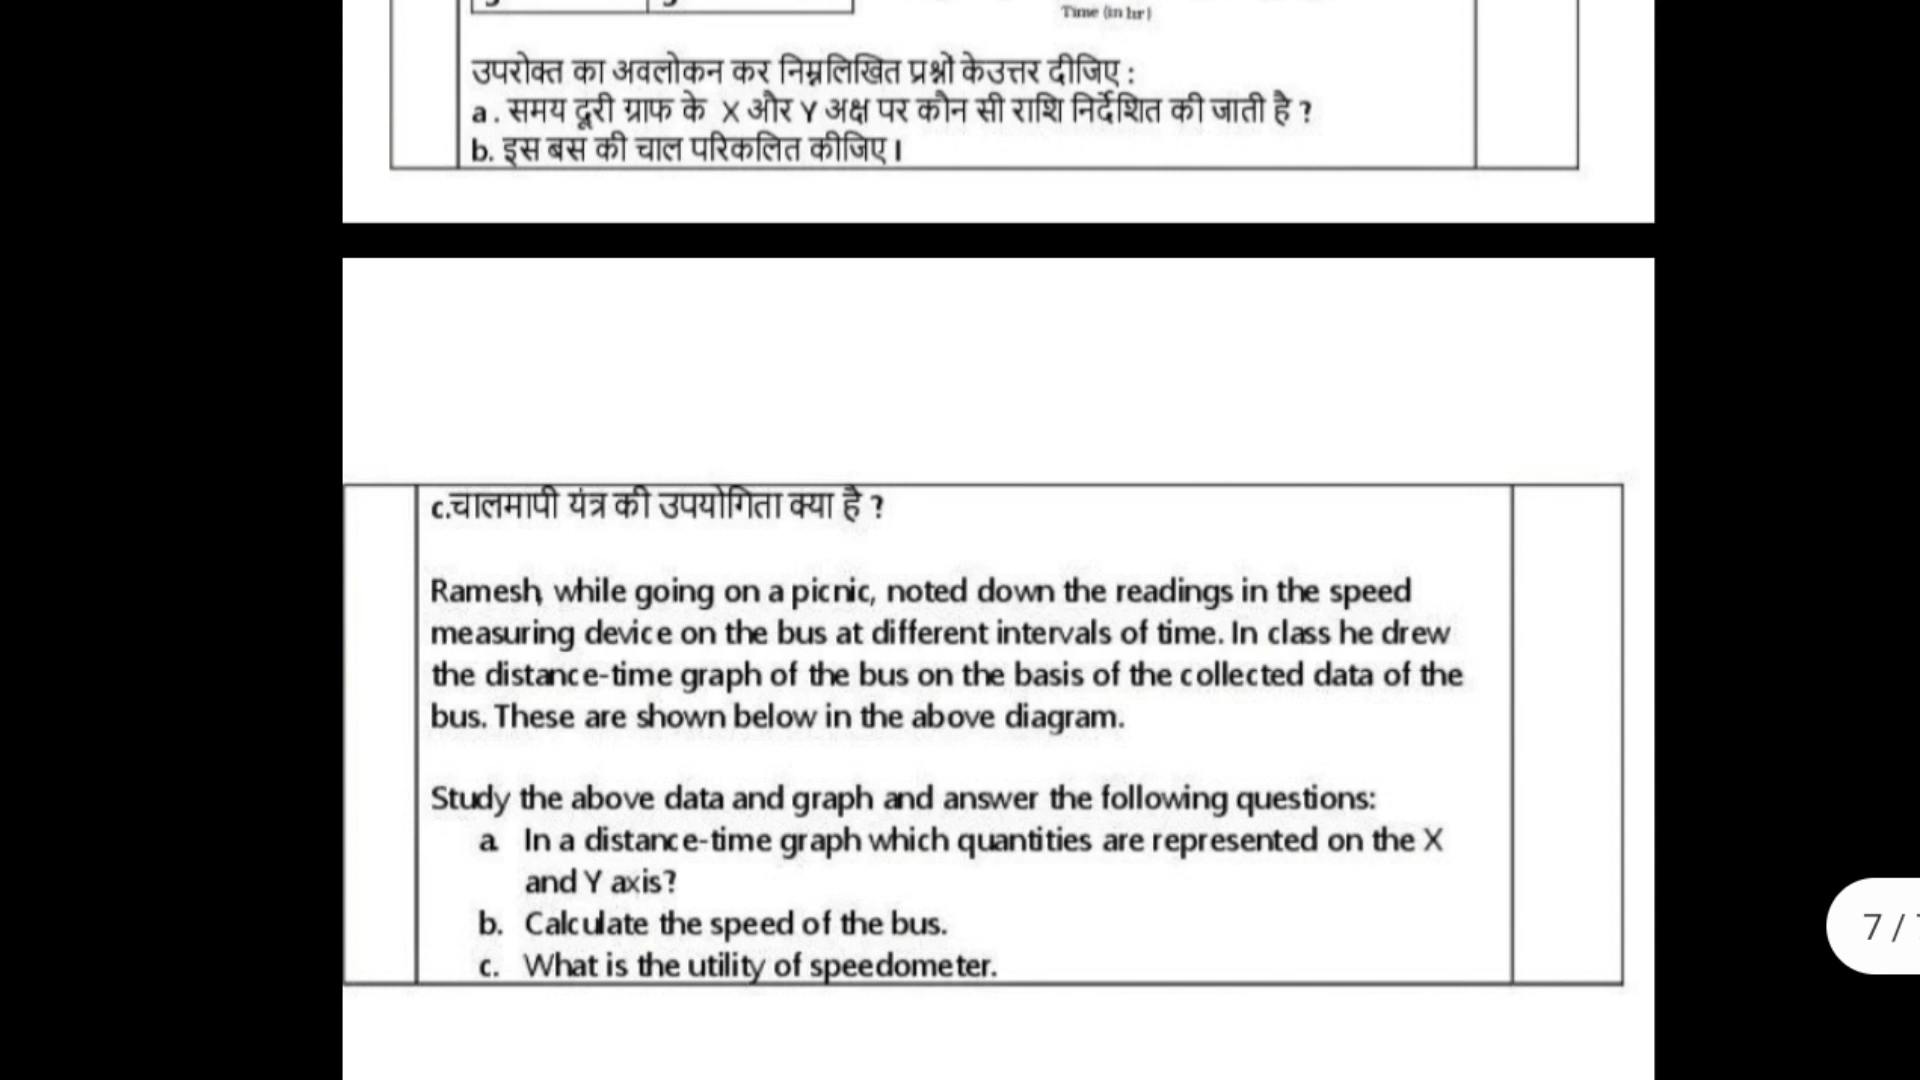 Time (in hr)
उपरोक्त का अवलोकन कर निम्नलिखित प्रश्नों केउत्तर दीजिए :
a . समय दूरी ग्राफ के X और Y अक्ष पर कौन सी राशि निर्देशित की जाती है ?
b. इस बस की चाल परिकलित कीजिए।
c.चालमापी यंत्र की उपयोगिता क्या है ?
Ramesh, while going on a picnic, noted down the readings in the speed
measuring device on the bus at different intervals of time. In class he drew
the distance-time graph of the bus on the basis of the collected data of the
bus. These are shown below in the above diagram.
Study the above data and graph and answer the following questions:
a In a distance-time graph which quantities are represented on the X
and Y axis?
b. Calculate the speed of the bus.
c. What is the utility of speedometer.
7 /